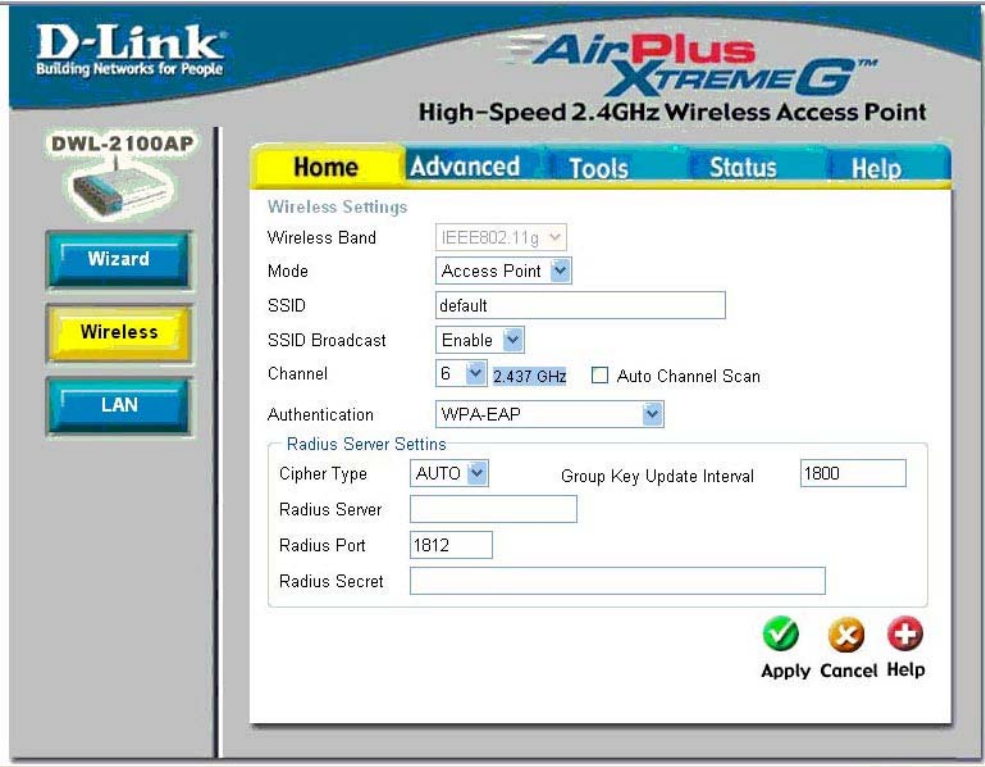 D-Link
Building Networks for People
AirPlus
XTREME G™
High-Speed 2.4GHz Wireless Access Point
DWL-2100AP
Home Advanced Tools Status Help
Wizard
Wireless
LAN
Wireless Settings
Wireless Band IEEE802.11g
Mode Access Point
SSID default
SSID Broadcast Enable
Channel 6 2.437 GHz Auto Channel Scan
Authentication WPA-EAP
Radius Server Settins
Cipher Type AUTO Group Key Update Interval 1800
Radius Server
Radius Port 1812
Radius Secret
Apply Cancel Help